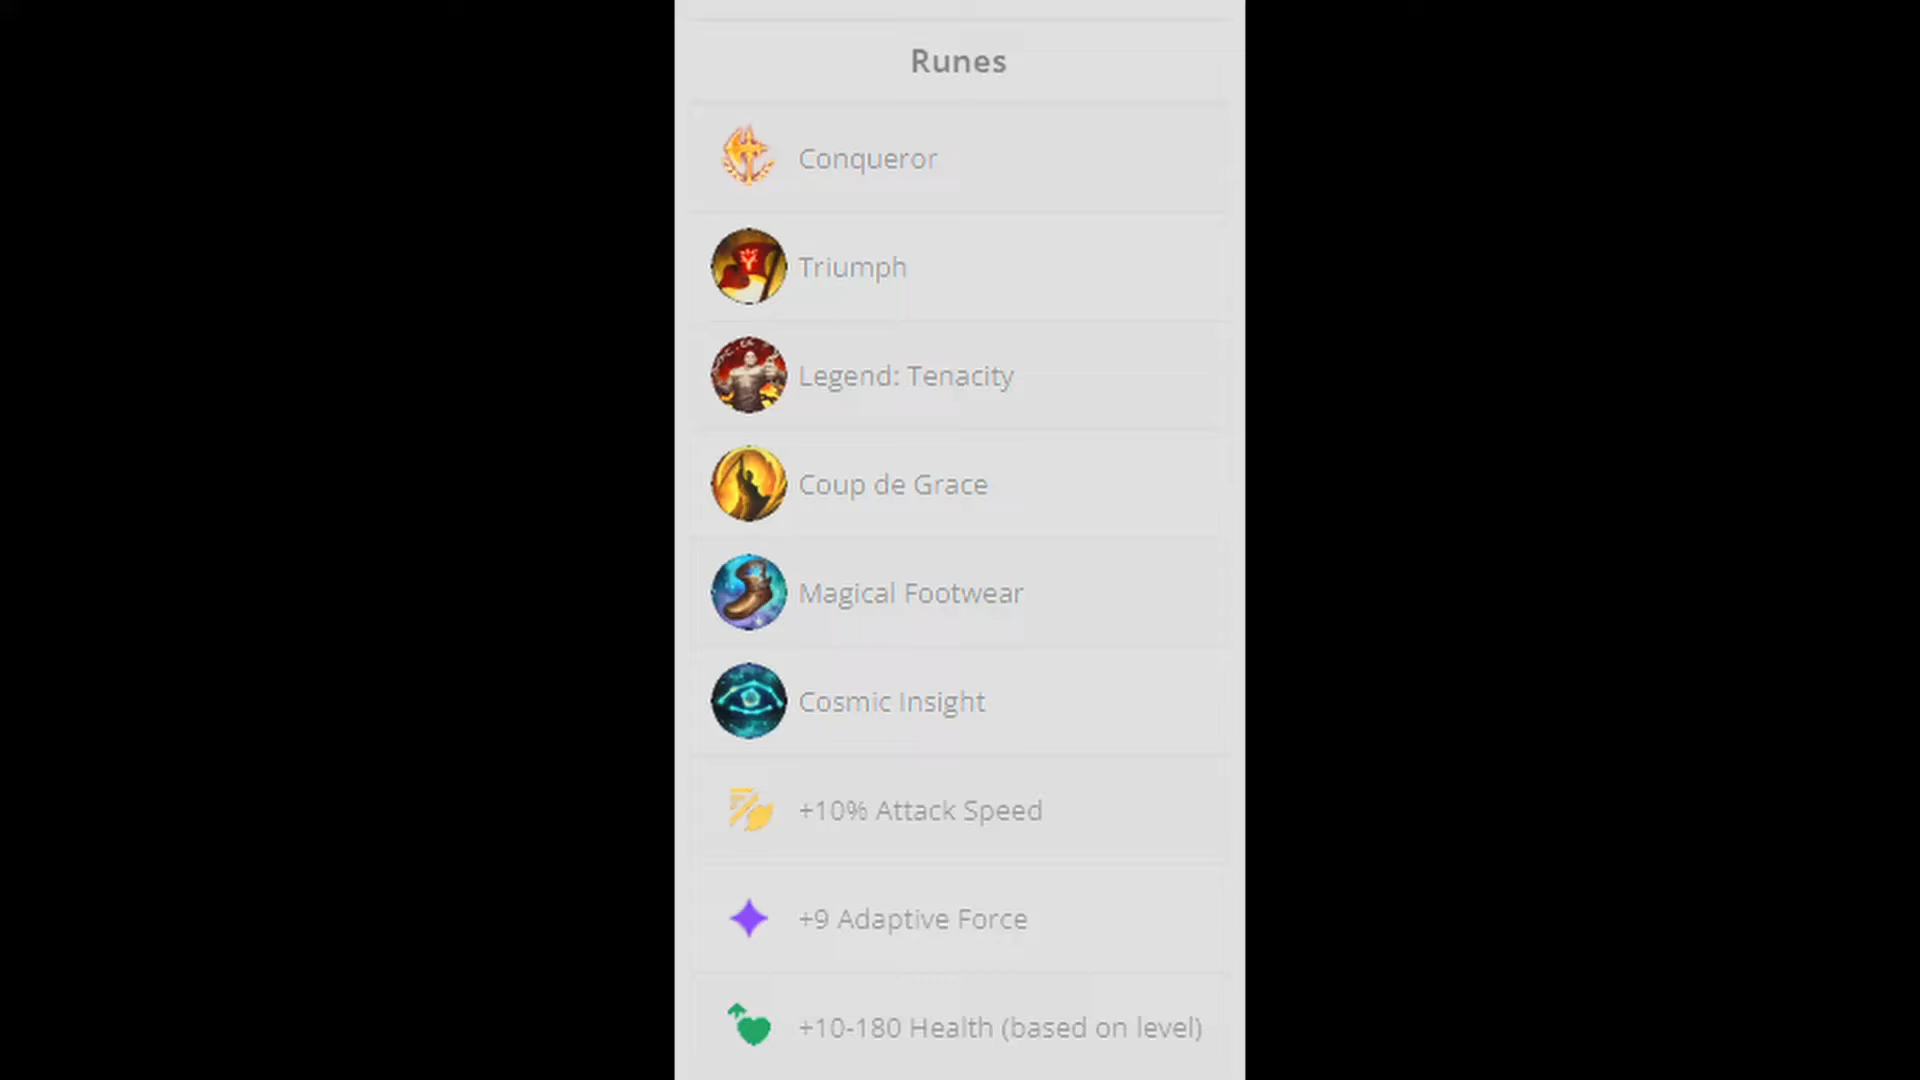 Runes
Conqueror
Triumph
Legend: Tenacity
Coup de Grace
Magical Footwear
Cosmic Insight
+10% Attack Speed
+9 Adaptive Force
+10-180 Health (based on level)